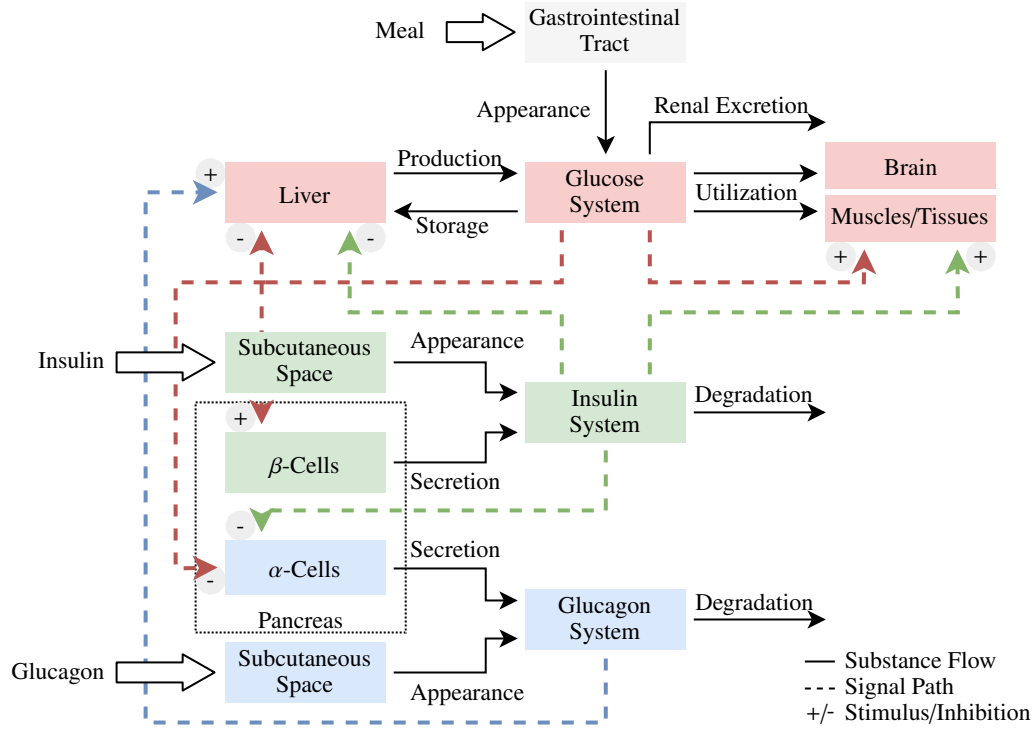 Meal
Gastrointestinal
Tract
Appearance
Renal Excretion
+
Liver
Production
Storage
Glucose
System
Utilization
Brain
Muscles/Tissues
-
-
+
+
Insulin
Subcutaneous
Space
Appearance
Insulin
System
Degradation
+
β-Cells
Secretion
-
α-Cells
-
Secretion
Pancreas
Glucagon
System
Degradation
Glucagon
Subcutaneous
Space
Appearance
Substance Flow
Signal Path
+/- Stimulus/Inhibition